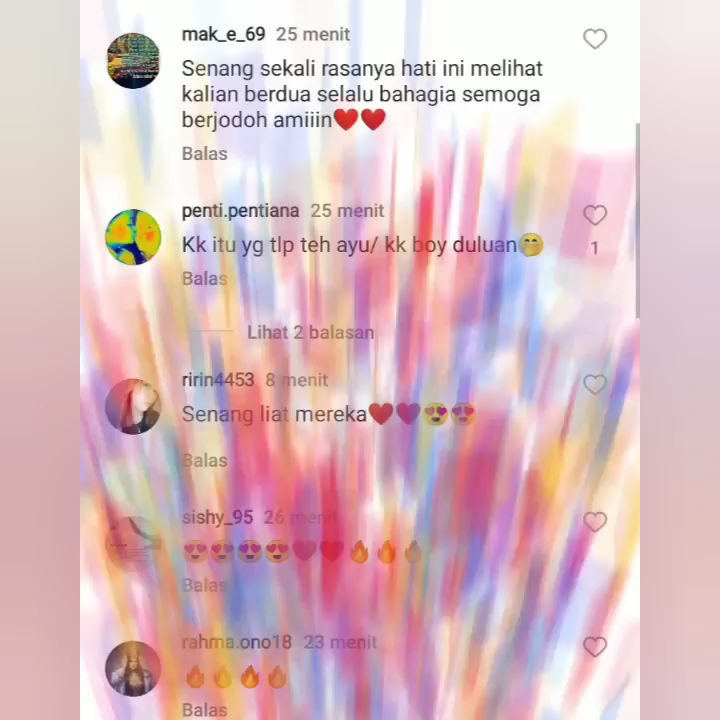 mak_e_69 25 menit
Senang sekali rasanya hati ini melihat
kalian berdua selalu bahagia semoga
berjodoh amiiin❤️❤️
Balas
penti.pentiana 25 menit
Kk itu yg tlp teh ayu/ kk boy duluan🤭
1
Balas
Lihat 2 balasan
ririn4453 8 menit
Senang liat mereka❤️❤️😍😍
Balas
sishy_95 26 menit
😍😍😍😍❤️❤️🔥🔥🔥
Balas
rahma.ono18 23 menit
🔥🔥🔥🔥
Balas